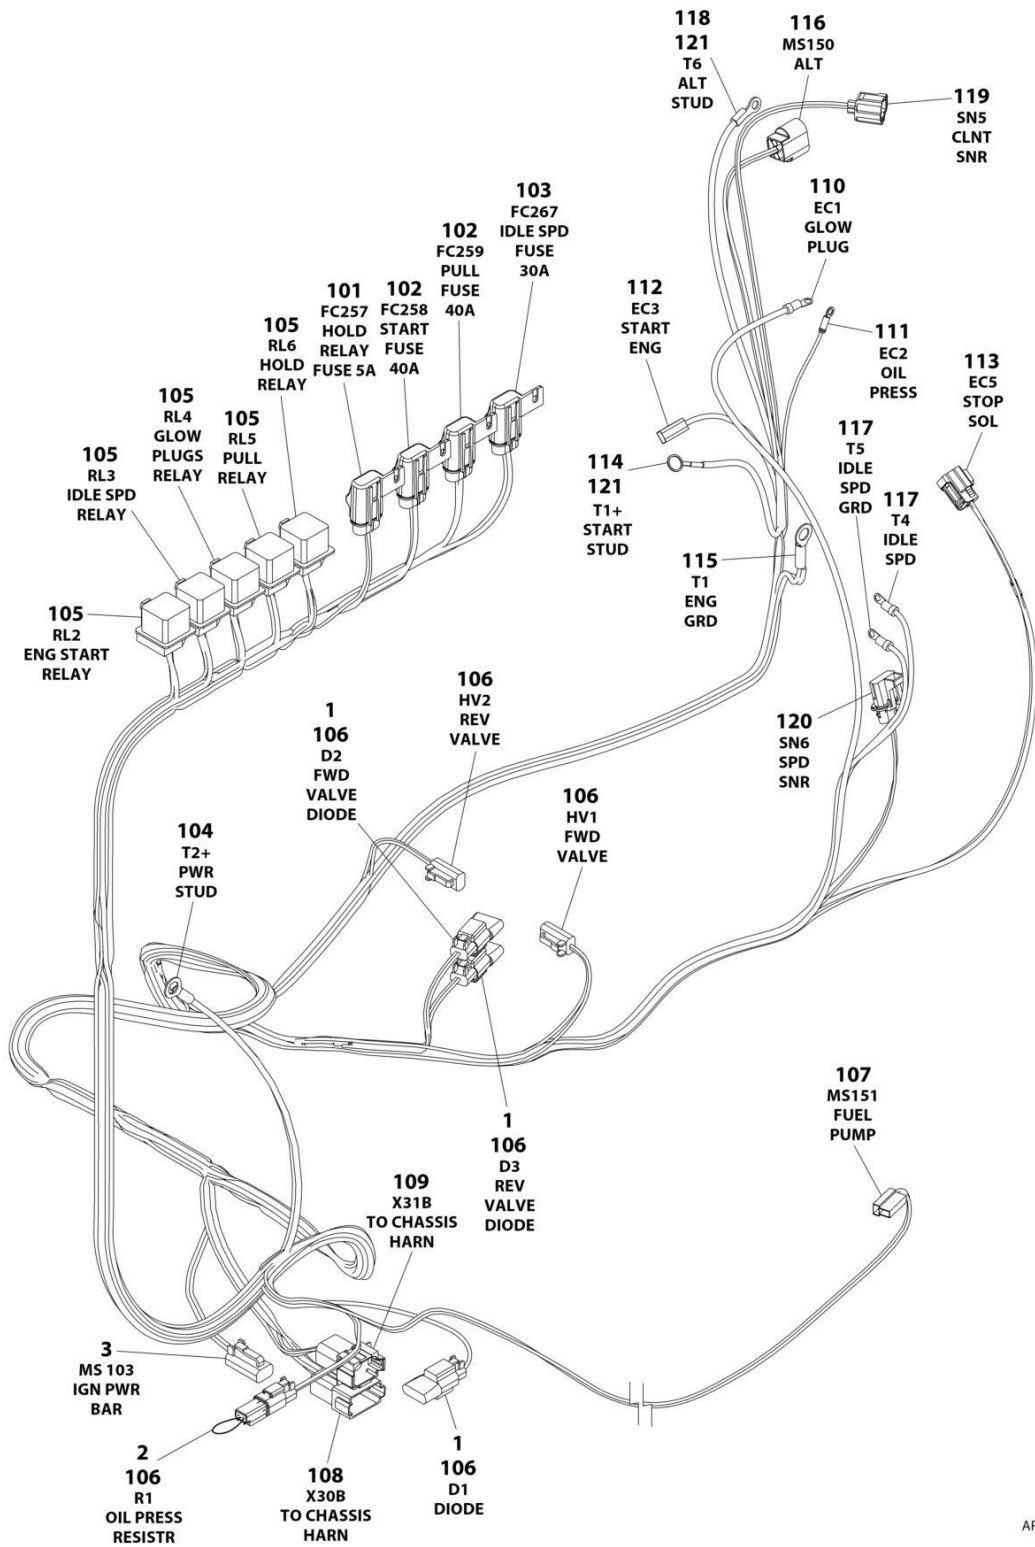 118
121
T6
ALT
STUD
116
MS150
ALT
119
SN5
CLNT
SNR
110
EC1
GLOW
PLUG
103
FC267
IDLE SPD
FUSE
30A
102
FC259
PULL
FUSE
40A
102
FC258
START
FUSE
40A
101
FC257
HOLD
RELAY
FUSE 5A
105
RL6
HOLD
RELAY
105
RL4
GLOW
PLUGS
RELAY
105
RL5
PULL
RELAY
105
RL3
IDLE SPD
RELAY
105
RL2
ENG START
RELAY
112
EC3
START
ENG
111
EC2
OIL
PRESS
113
EC5
STOP
SOL
117
T5
IDLE
SPD
GRD
117
T4
IDLE
SPD
114
121
T1+
START
STUD
115
T1
ENG
GRD
120
SN6
SPD
SNR
106
HV2
REV
VALVE
1
106
D2
FWD
VALVE
DIODE
106
HV1
FWD
VALVE
104
T2+
PWR
STUD
107
MS151
FUEL
PUMP
1
106
D3
REV
VALVE
DIODE
109
X31B
TO CHASSIS
HARN
3
MS 103
IGN PWR
BAR
2
106
R1
OIL PRESS
RESISTR
108
X30B
TO CHASSIS
HARN
1
106
D1
DIODE